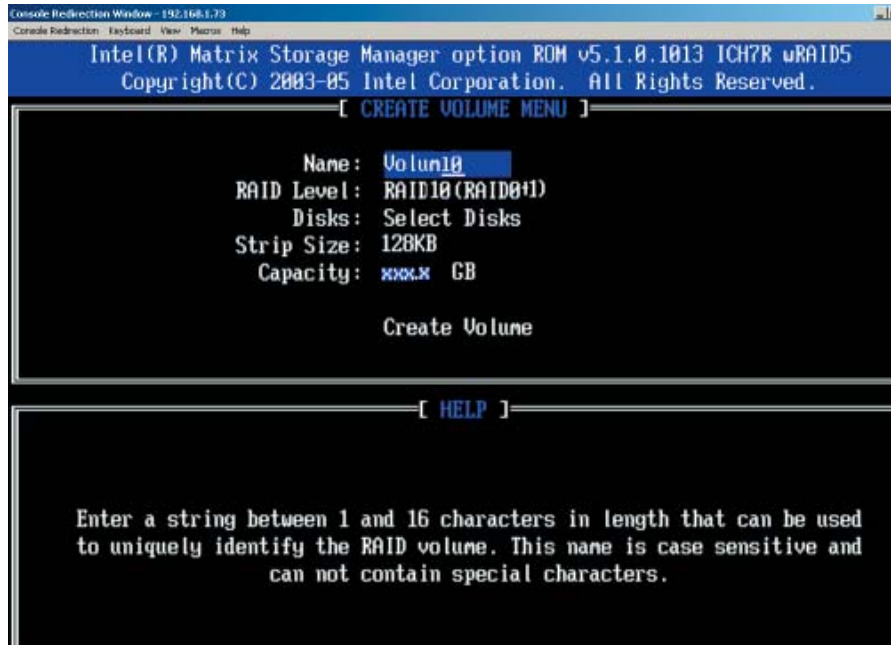 Console Redirection Window - 192.168.1.73
Console Redirection Keyboard View Macros Help
Intel(R) Matrix Storage Manager option ROM v5.1.0.1013 ICH7R wRAID5
Copyright(C) 2003-05 Intel Corporation. All Rights Reserved.
[ CREATE VOLUME MENU ]
Name: Volum10
RAID Level: RAID10(RAID0+1)
Disks: Select Disks
Strip Size: 128KB
Capacity: xxx.x GB
Create Volume
[ HELP ]
Enter a string between 1 and 16 characters in length that can be used
to uniquely identify the RAID volume. This name is case sensitive and
can not contain special characters.